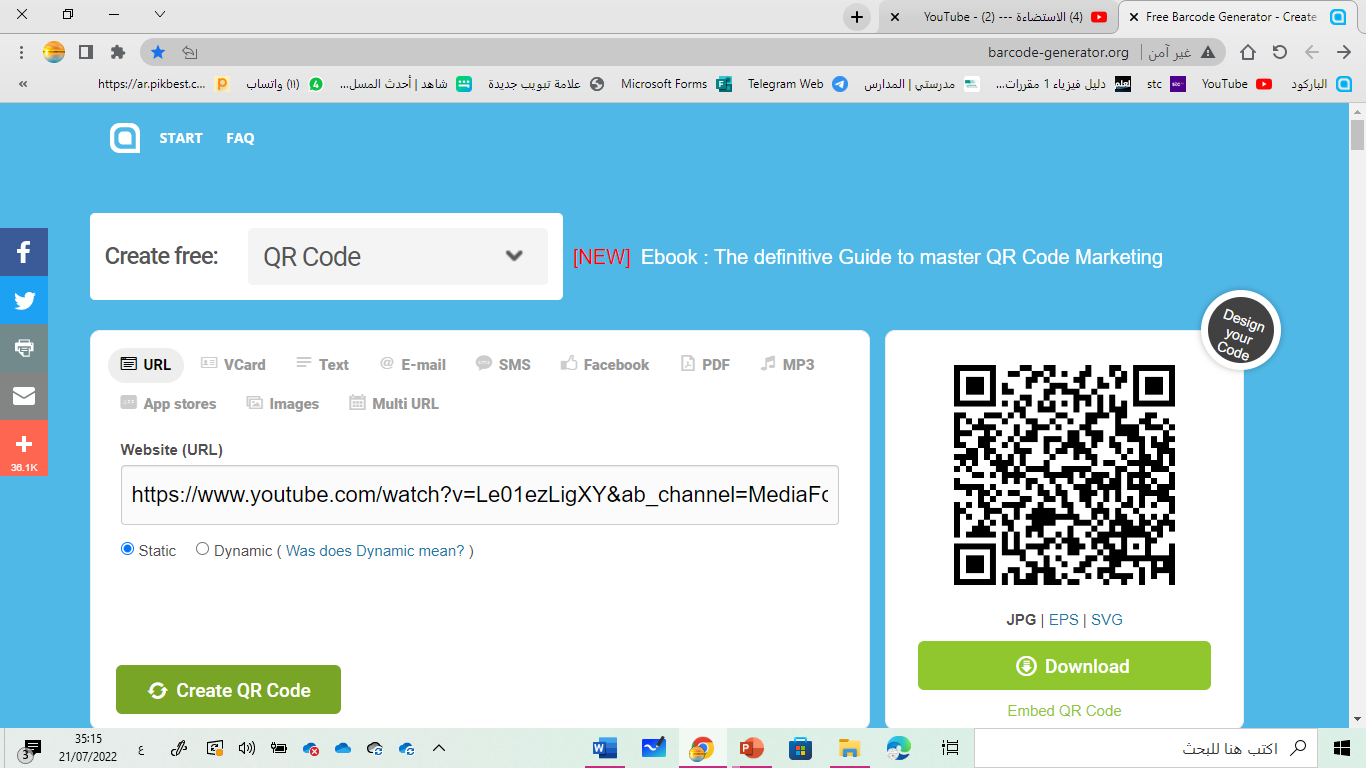 Free Barcode Generator - Create
YouTube - (2) --- الاستضاءة (4)
barcode-generator.org
غير آمن
الباركود
YouTube
stc
دليل فيزياء 1 مقررات...
مدرستي | المدارس
Telegram Web
Microsoft Forms
علامة تبويب جديدة
شاهد | أحدث المسل...
(١١) واتساب
https://ar.pikbest.c...
START
FAQ
Create free:
QR Code
[NEW] Ebook : The definitive Guide to master QR Code Marketing
Design
your
Code
URL
VCard
Text
E-mail
SMS
Facebook
PDF
MP3
App stores
Images
Multi URL
Website (URL)
https://www.youtube.com/watch?v=Le01ezLigXY&ab_channel=MediaFo
Static
Dynamic ( Was does Dynamic mean? )
Create QR Code
JPG | EPS | SVG
Download
Embed QR Code
36.1K
اكتب هنا للبحث
ع
35:15
21/07/2022
3